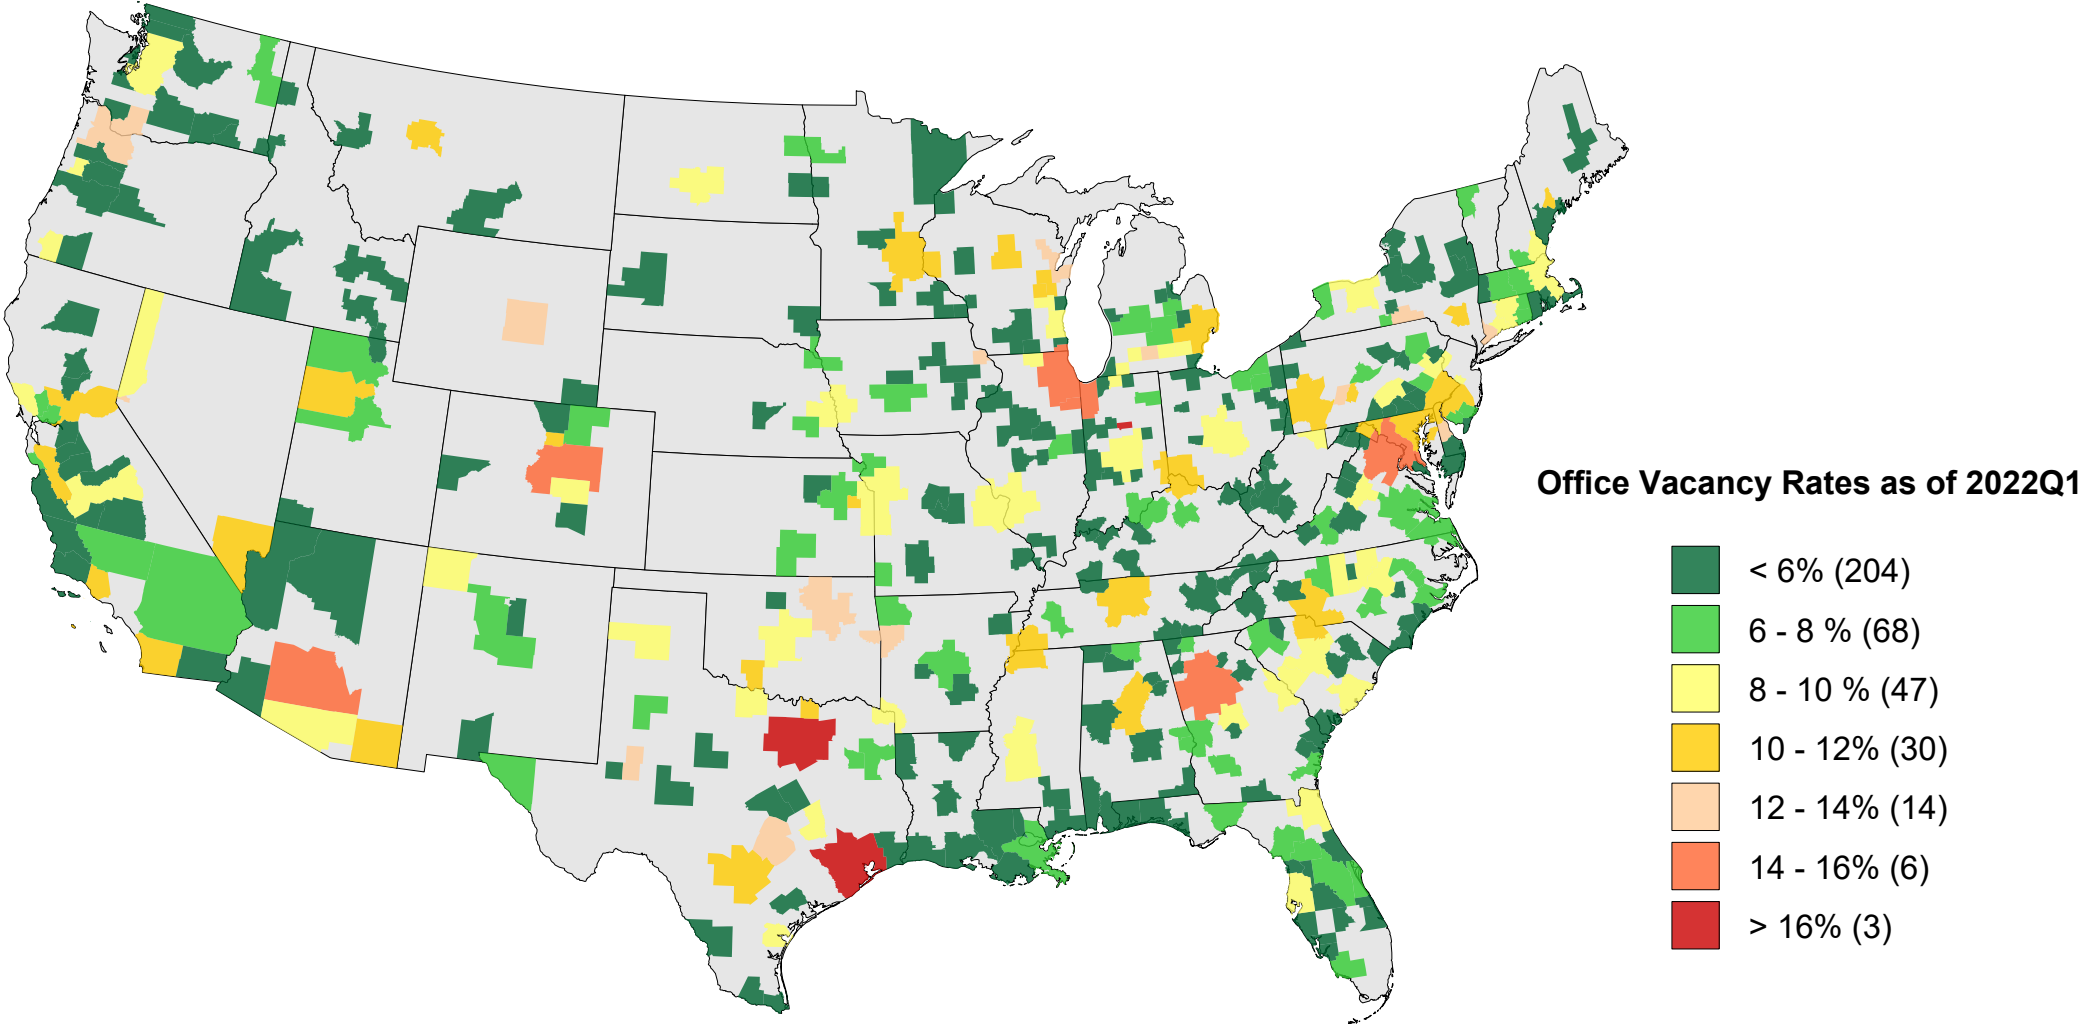 Office Vacancy Rates as of 2022Q1
< 6% (204)
6 - 8 % (68)
8 - 10 % (47)
10 - 12% (30)
12 - 14% (14)
14 - 16% (6)
> 16% (3)